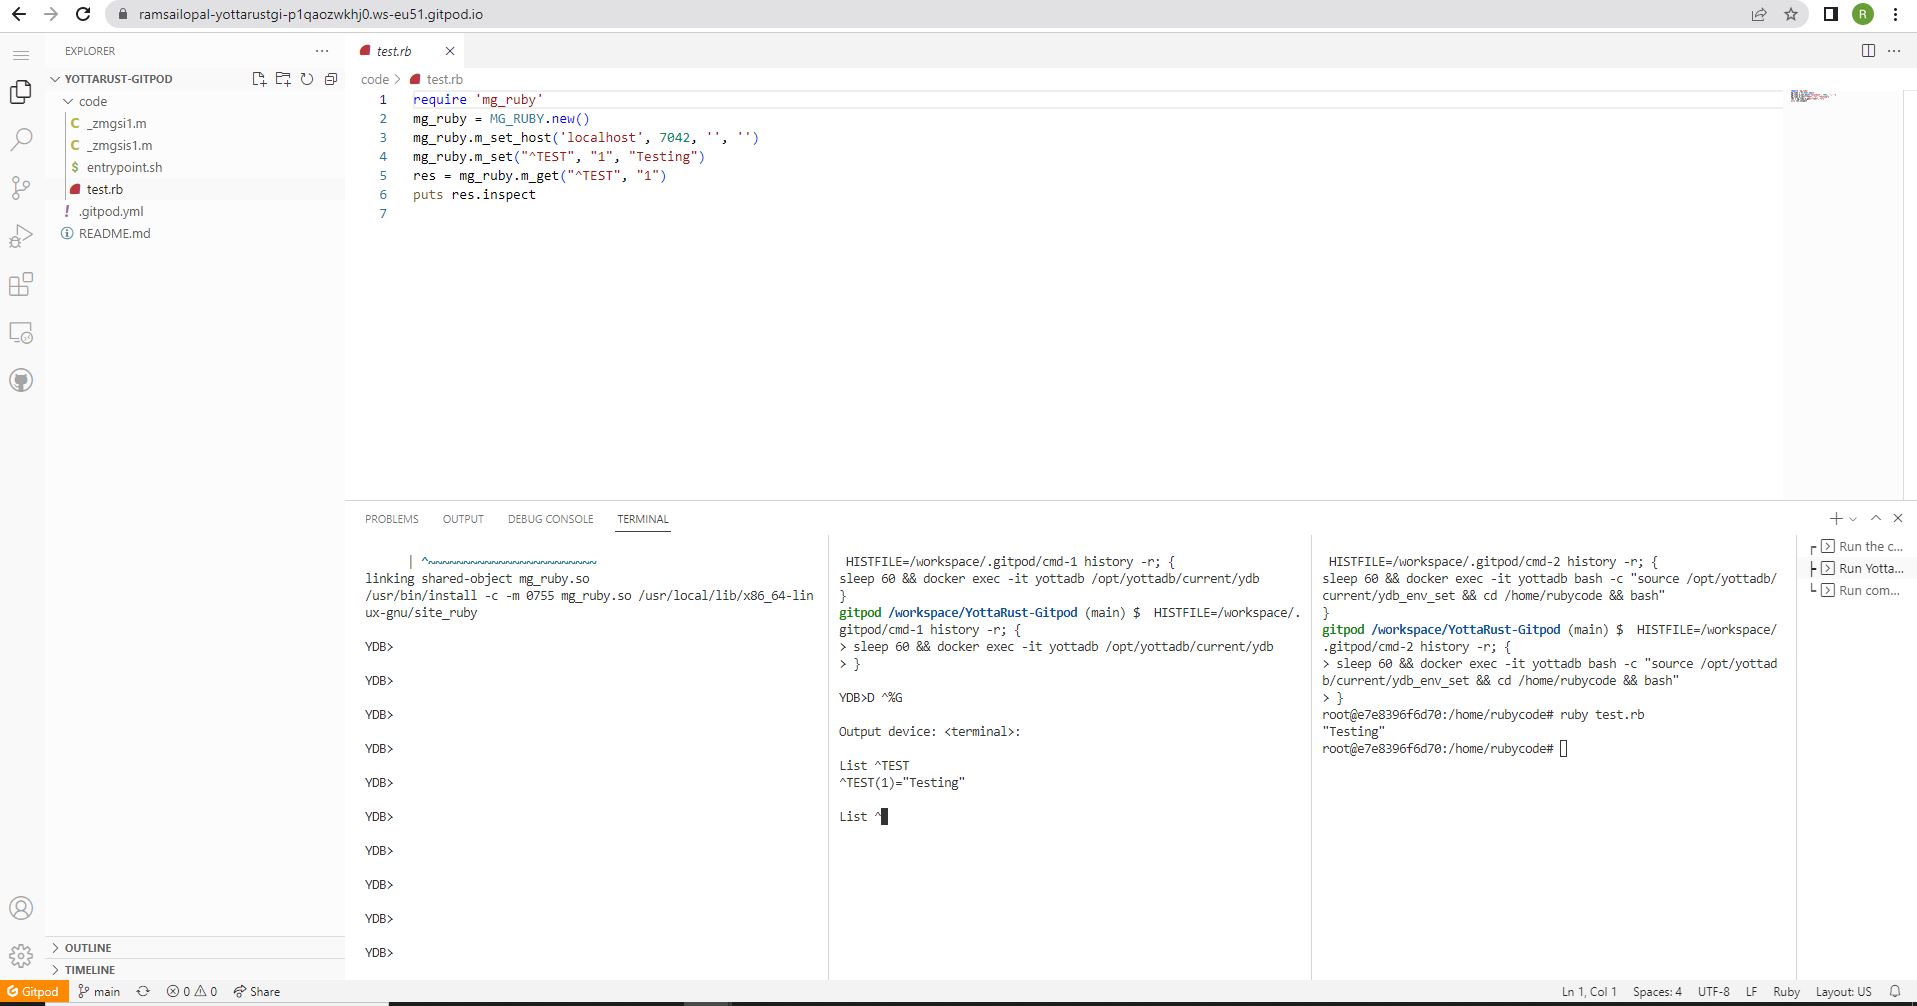 ramsailopal-yottarustgi-p1qaozwkhj0.ws-eu51.gitpod.io
R
EXPLORER
YOTTARUST-GITPOD
code
C _zmgsi1.m
C _zmgsis1.m
$ entrypoint.sh
test.rb
! .gitpod.yml
README.md
OUTLINE
TIMELINE
test.rb
code > test.rb
1 require 'mg_ruby'
2 mg_ruby = MG_RUBY.new()
3 mg_ruby.m_set_host('localhost', 7042, '', '')
4 mg_ruby.m_set("^TEST", "1", "Testing")
5 res = mg_ruby.m_get("^TEST", "1")
6 puts res.inspect
7
PROBLEMS OUTPUT DEBUG CONSOLE TERMINAL
| ^~~~~~~~~~~~~~~~~~~~~~~~~
linking shared-object mg_ruby.so
/usr/bin/install -c -m 0755 mg_ruby.so /usr/local/lib/x86_64-lin
ux-gnu/site_ruby
YDB>
YDB>
YDB>
YDB>
YDB>
YDB>
YDB>
YDB>
YDB>
YDB>
HISTFILE=/workspace/.gitpod/cmd-1 history -r; {
sleep 60 && docker exec -it yottadb /opt/yottadb/current/ydb
}
gitpod /workspace/YottaRust-Gitpod (main) $ HISTFILE=/workspace/.
gitpod/cmd-1 history -r; {
> sleep 60 && docker exec -it yottadb /opt/yottadb/current/ydb
> }
YDB>D ^%G
Output device: <terminal>:
List ^TEST
^TEST(1)="Testing"
List ^
HISTFILE=/workspace/.gitpod/cmd-2 history -r; {
sleep 60 && docker exec -it yottadb bash -c "source /opt/yottadb/
current/ydb_env_set && cd /home/rubycode && bash"
}
gitpod /workspace/YottaRust-Gitpod (main) $ HISTFILE=/workspace/
.gitpod/cmd-2 history -r; {
> sleep 60 && docker exec -it yottadb bash -c "source /opt/yottad
b/current/ydb_env_set && cd /home/rubycode && bash"
> }
root@e7e8396f6d70:/home/rubycode# ruby test.rb
"Testing"
root@e7e8396f6d70:/home/rubycode#
Run the c...
Run Yotta...
Run com...
Gitpod main 0 0 Share
Ln 1, Col 1 Spaces: 4 UTF-8 LF Ruby Layout: US